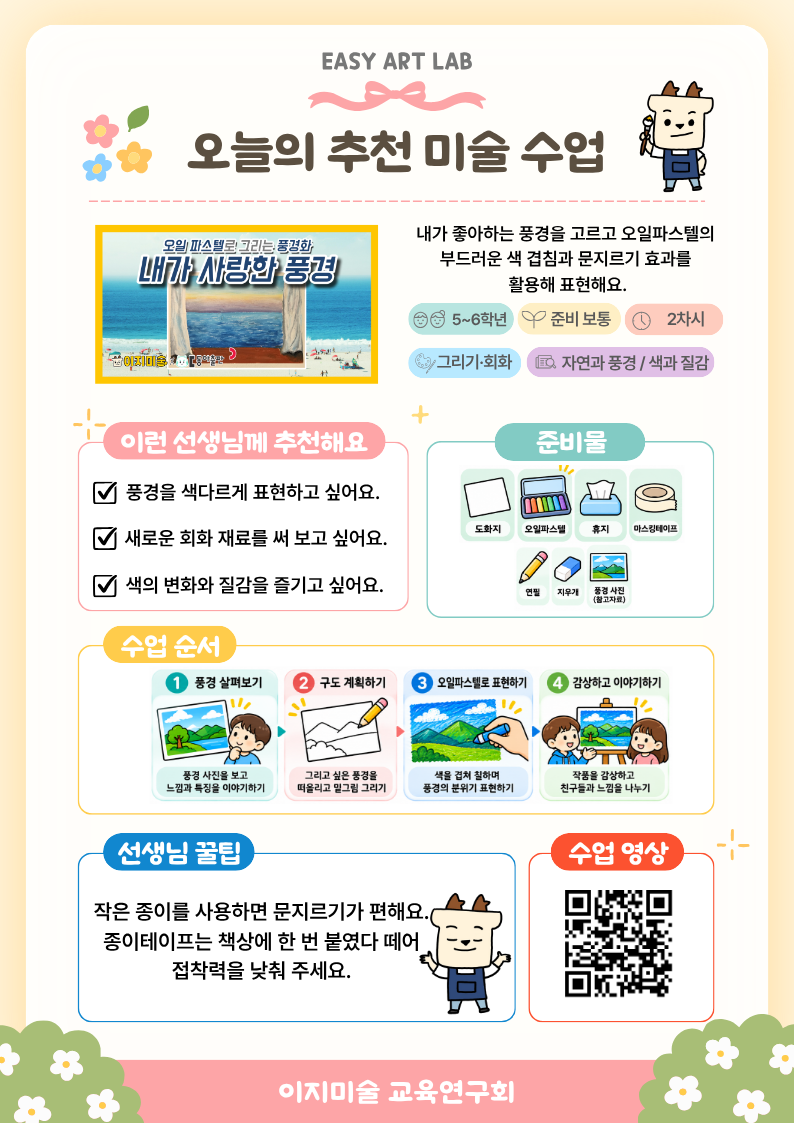 EASY ART LAB
오늘의 추천 미술 수업
오일 파스텔로 그리는 풍경화
내가 사랑한 풍경
이지미술
동아출판
내가 좋아하는 풍경을 고르고 오일파스텔의
부드러운 색 겹침과 문지르기 효과를
활용해 표현해요.
5~6학년
준비 보통
2차시
그리기·회화
자연과 풍경 / 색과 질감
이런 선생님께 추천해요
풍경을 색다르게 표현하고 싶어요.
새로운 회화 재료를 써 보고 싶어요.
색의 변화와 질감을 즐기고 싶어요.
준비물
도화지
오일파스텔
휴지
마스킹테이프
연필
지우개
풍경 사진
(참고자료)
수업 순서
1 풍경 살펴보기
풍경 사진을 보고
느낌과 특징을 이야기하기
2 구도 계획하기
그리고 싶은 풍경을
떠올리고 밑그림 그리기
3 오일파스텔로 표현하기
색을 겹쳐 칠하며
풍경의 분위기 표현하기
4 감상하고 이야기하기
작품을 감상하고
친구들과 느낌을 나누기
선생님 꿀팁
작은 종이를 사용하면 문지르기가 편해요.
종이테이프는 책상에 한 번 붙였다 떼어
접착력을 낮춰 주세요.
수업 영상
이지미술 교육연구회